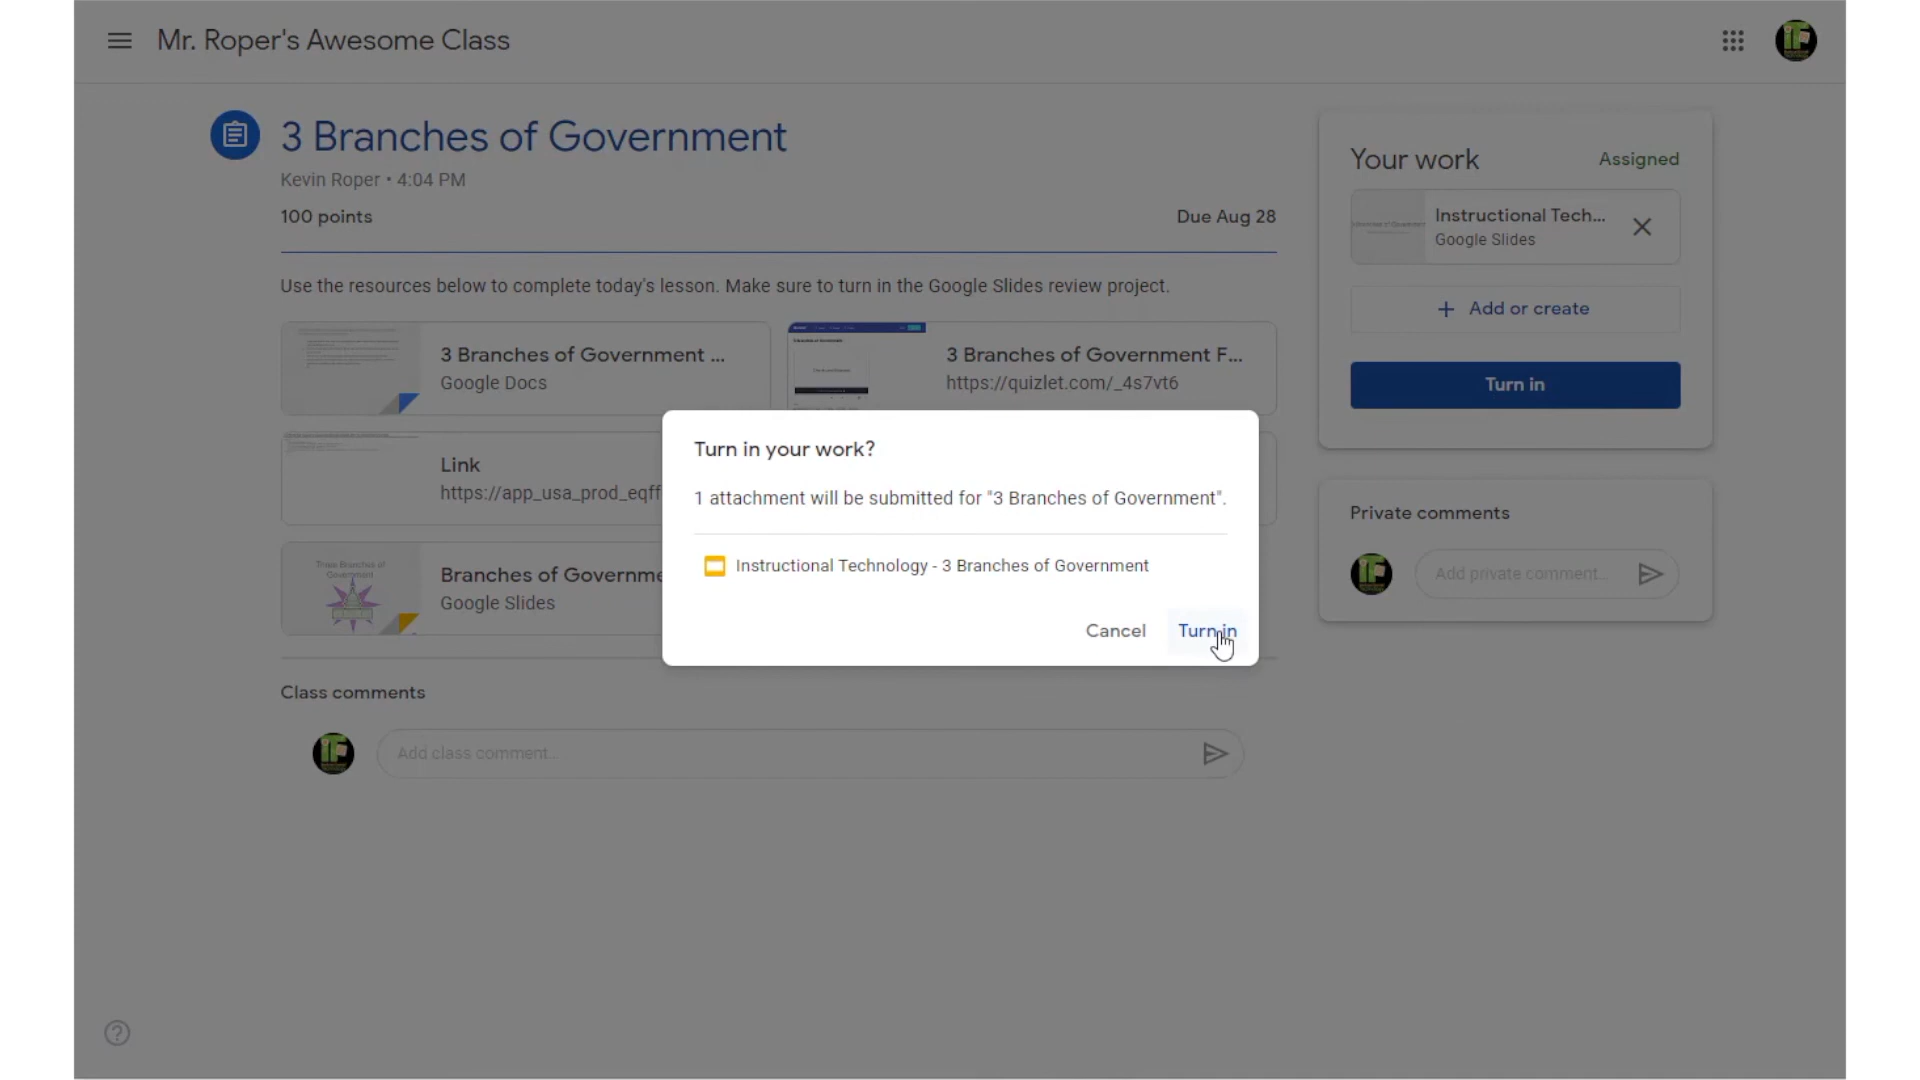 Mr. Roper's Awesome Class
3 Branches of Government
Kevin Roper • 4:04 PM
100 points
Due Aug 28
Use the resources below to complete today's lesson. Make sure to turn in the Google Slides review project.
3 Branches of Government ...
Google Docs
3 Branches of Government F...
https://quizlet.com/_4s7vt6
Link
https://app_usa_prod_eqff
Three Branches of
Government
Branches of Governme
Google Slides
Turn in your work?
1 attachment will be submitted for "3 Branches of Government".
Instructional Technology - 3 Branches of Government
Cancel
Turn in
Class comments
Add class comment...
Your work
Assigned
Instructional Tech...
Google Slides
+ Add or create
Turn in
Private comments
Add private comment...